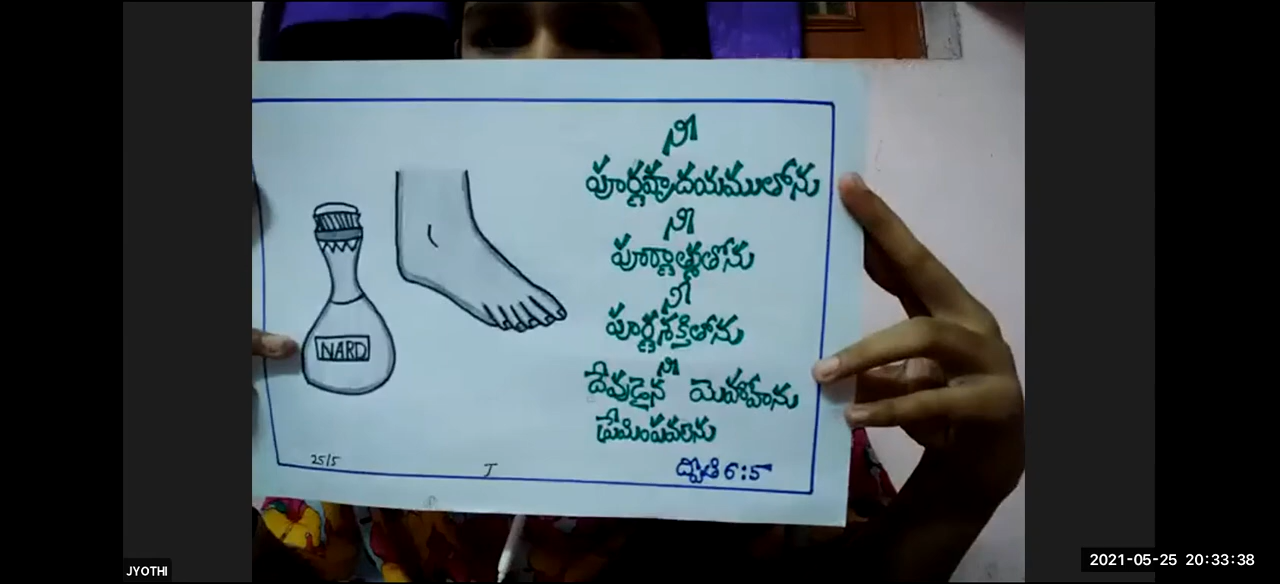 నీ
పూర్ణహృదయముతోను
నీ
పూర్ణాత్మతోను
నీ
పూర్ణశక్తితోను
నీ
దేవుడైన యెహోవాను
ప్రేమింపవలెను
NARD
25/5
J
ద్వితీ 6:5
JYOTHI
2021-05-25 20:33:38